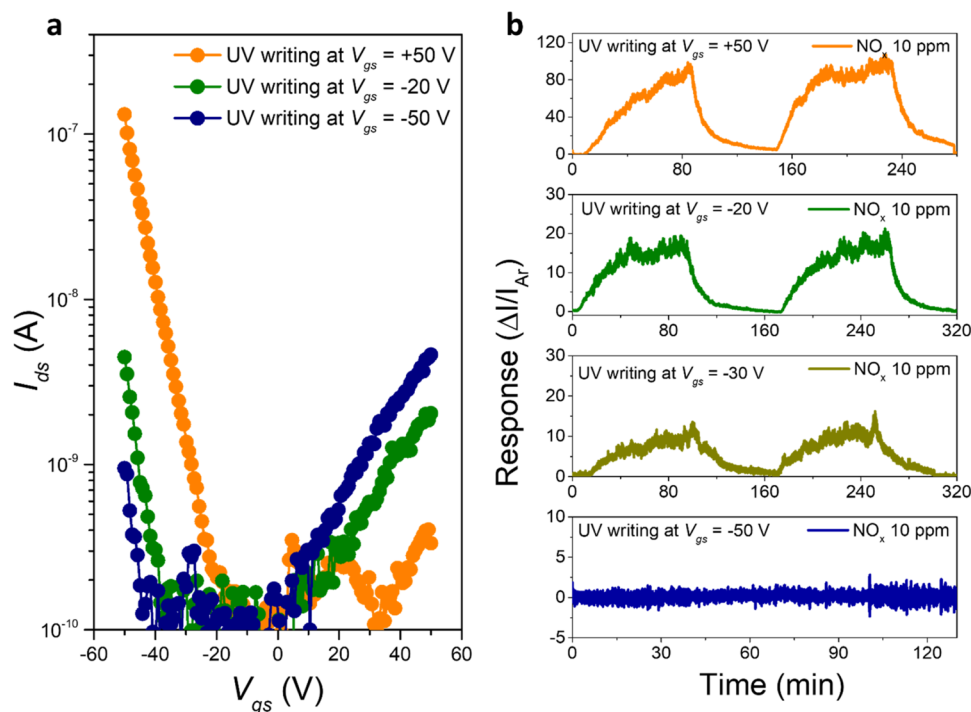 a
UV writing at Vgs = +50 V
UV writing at Vgs = -20 V
UV writing at Vgs = -50 V
10⁻⁷
10⁻⁸
10⁻⁹
10⁻¹⁰
Ids (A)
-60 -40 -20 0 20 40 60
Vgs (V)
b
Response (ΔI/IAr)
UV writing at Vgs = +50 V NOx 10 ppm
120
80
40
0
0 80 160 240
UV writing at Vgs = -20 V NOx 10 ppm
30
20
10
0
0 80 160 240 320
UV writing at Vgs = -30 V NOx 10 ppm
30
20
10
0
0 80 160 240 320
UV writing at Vgs = -50 V NOx 10 ppm
10
5
0
-5
0 30 60 90 120
Time (min)